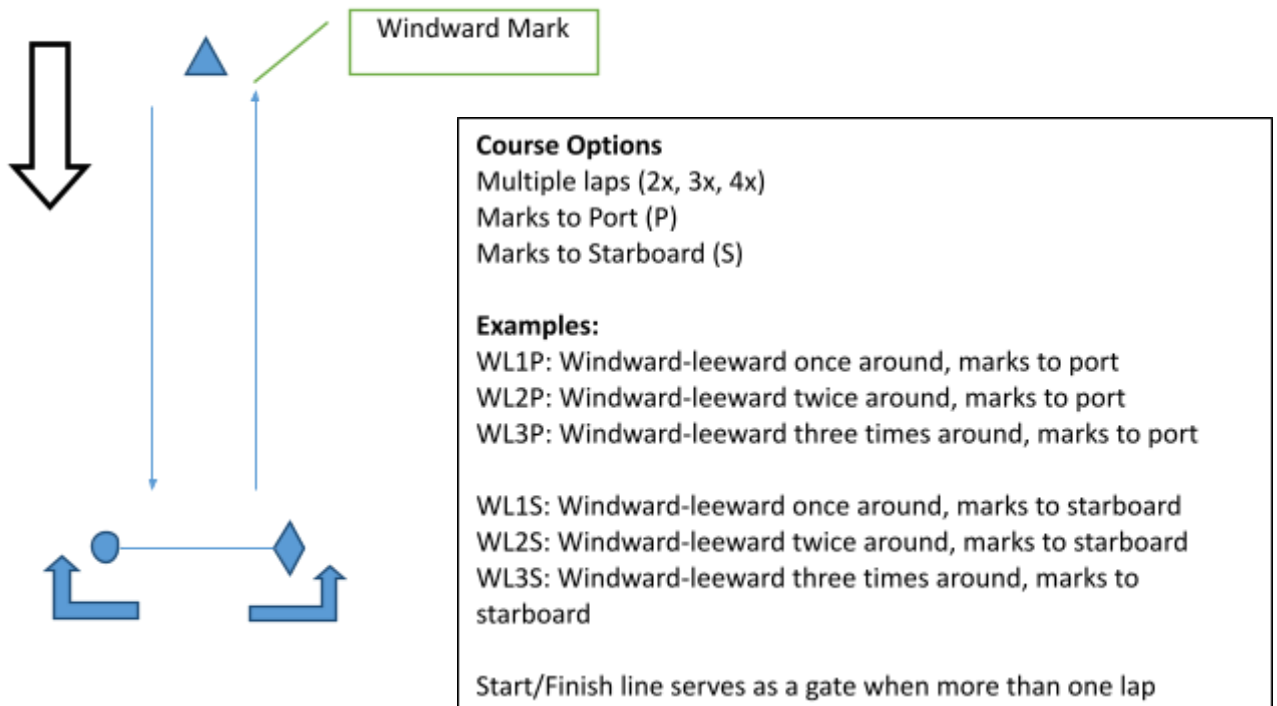 Windward Mark
Course Options
Multiple laps (2x, 3x, 4x)
Marks to Port (P)
Marks to Starboard (S)
Examples:
WL1P: Windward-leeward once around, marks to port
WL2P: Windward-leeward twice around, marks to port
WL3P: Windward-leeward three times around, marks to port
WL1S: Windward-leeward once around, marks to starboard
WL2S: Windward-leeward twice around, marks to starboard
WL3S: Windward-leeward three times around, marks to
starboard
Start/Finish line serves as a gate when more than one lap